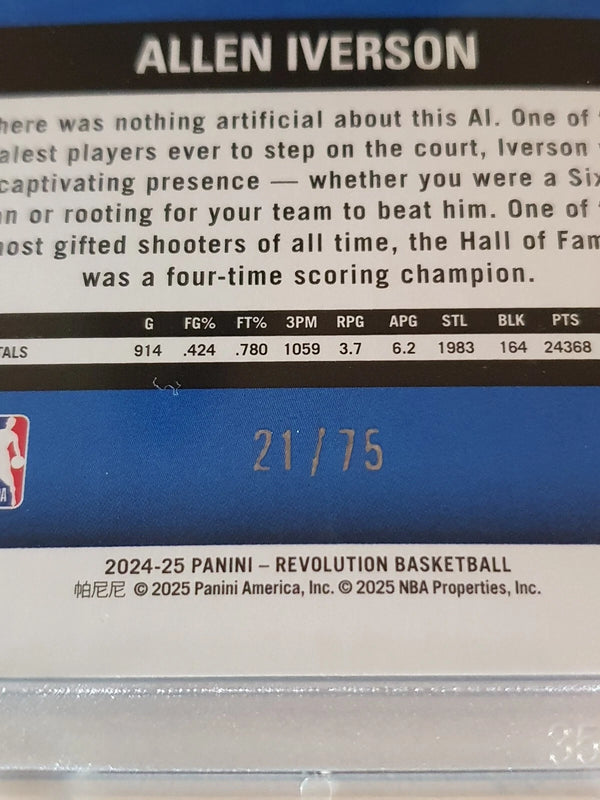 ALLEN IVERSON
here was nothing artificial about this AI. One of
alest players ever to step on the court, Iverson
captivating presence — whether you were a Six
an or rooting for your team to beat him. One of
most gifted shooters of all time, the Hall of Fam
was a four-time scoring champion.
G FG% FT% 3PM RPG APG STL BLK PTS
TALS 914 .424 .780 1059 3.7 6.2 1983 164 24368
21/75
2024-25 PANINI – REVOLUTION BASKETBALL
帕尼尼 © 2025 Panini America, Inc. © 2025 NBA Properties, Inc.
35